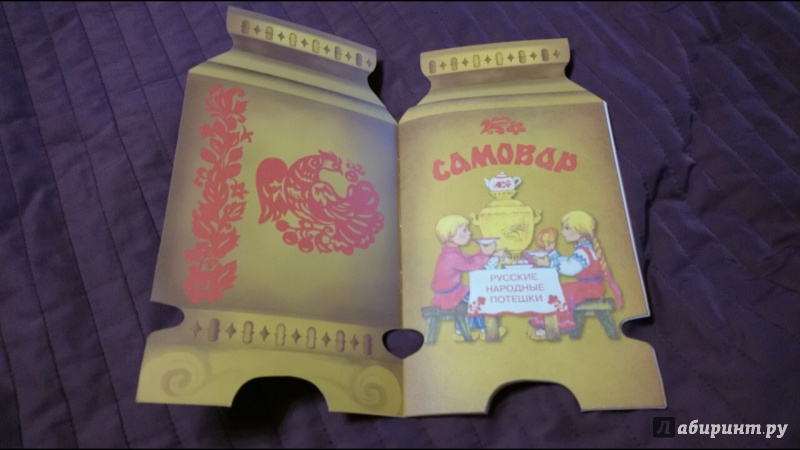 САМОВАР
РУССКИЕ
НАРОДНЫЕ
ПОТЕШКИ
Лабиринт.ру